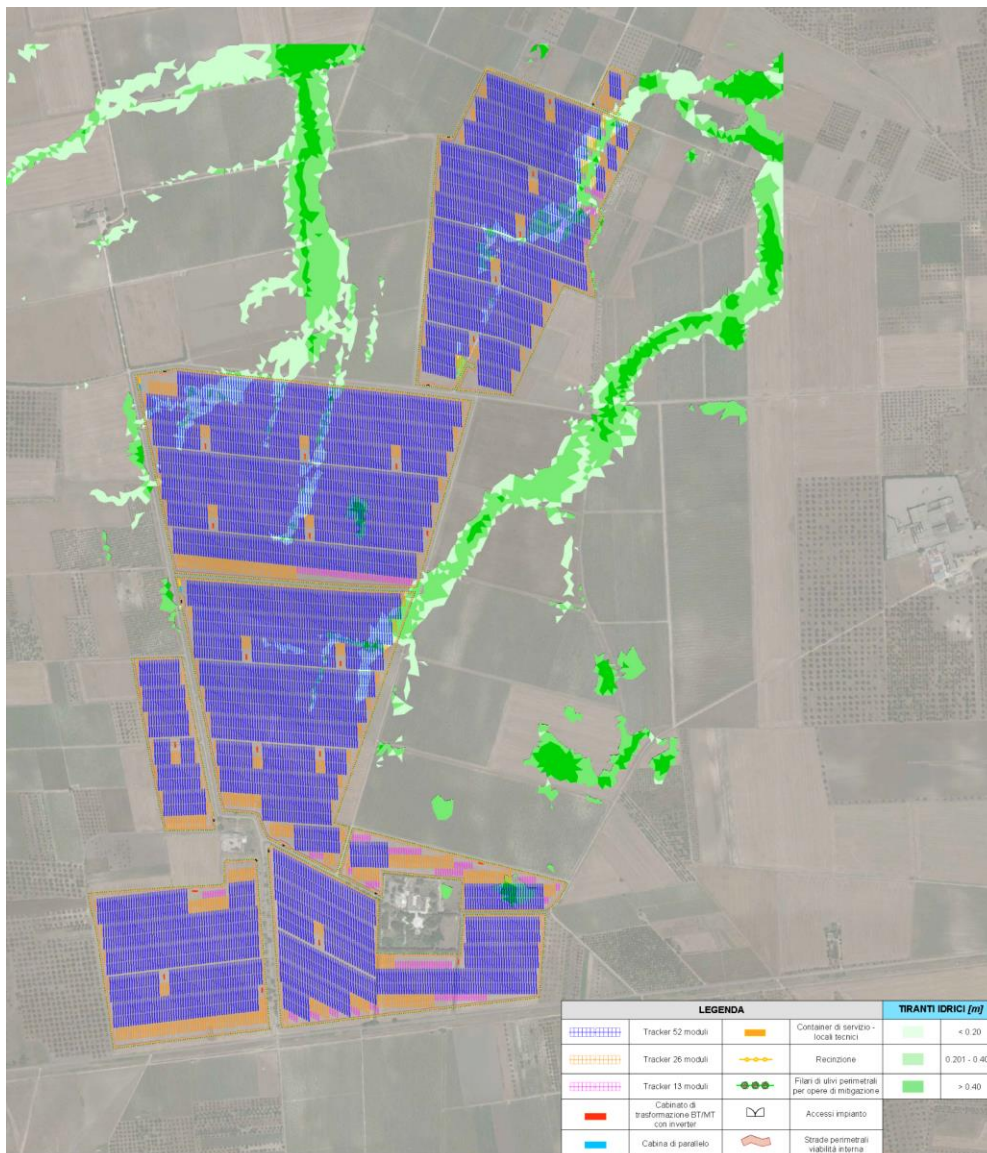 LEGENDA
TIRANTI IDRICI [m]
Tracker 52 moduli
Container di servizio -
locali tecnici
< 0.20
Tracker 26 moduli
Recinzione
0.201 - 0.40
Tracker 13 moduli
Filari di ulivi perimetrali
per opere di mitigazione
> 0.40
Cabinato di
trasformazione BT/MT
con inverter
Accessi impianto
Cabina di parallelo
Strade perimetrali
viabilità interna